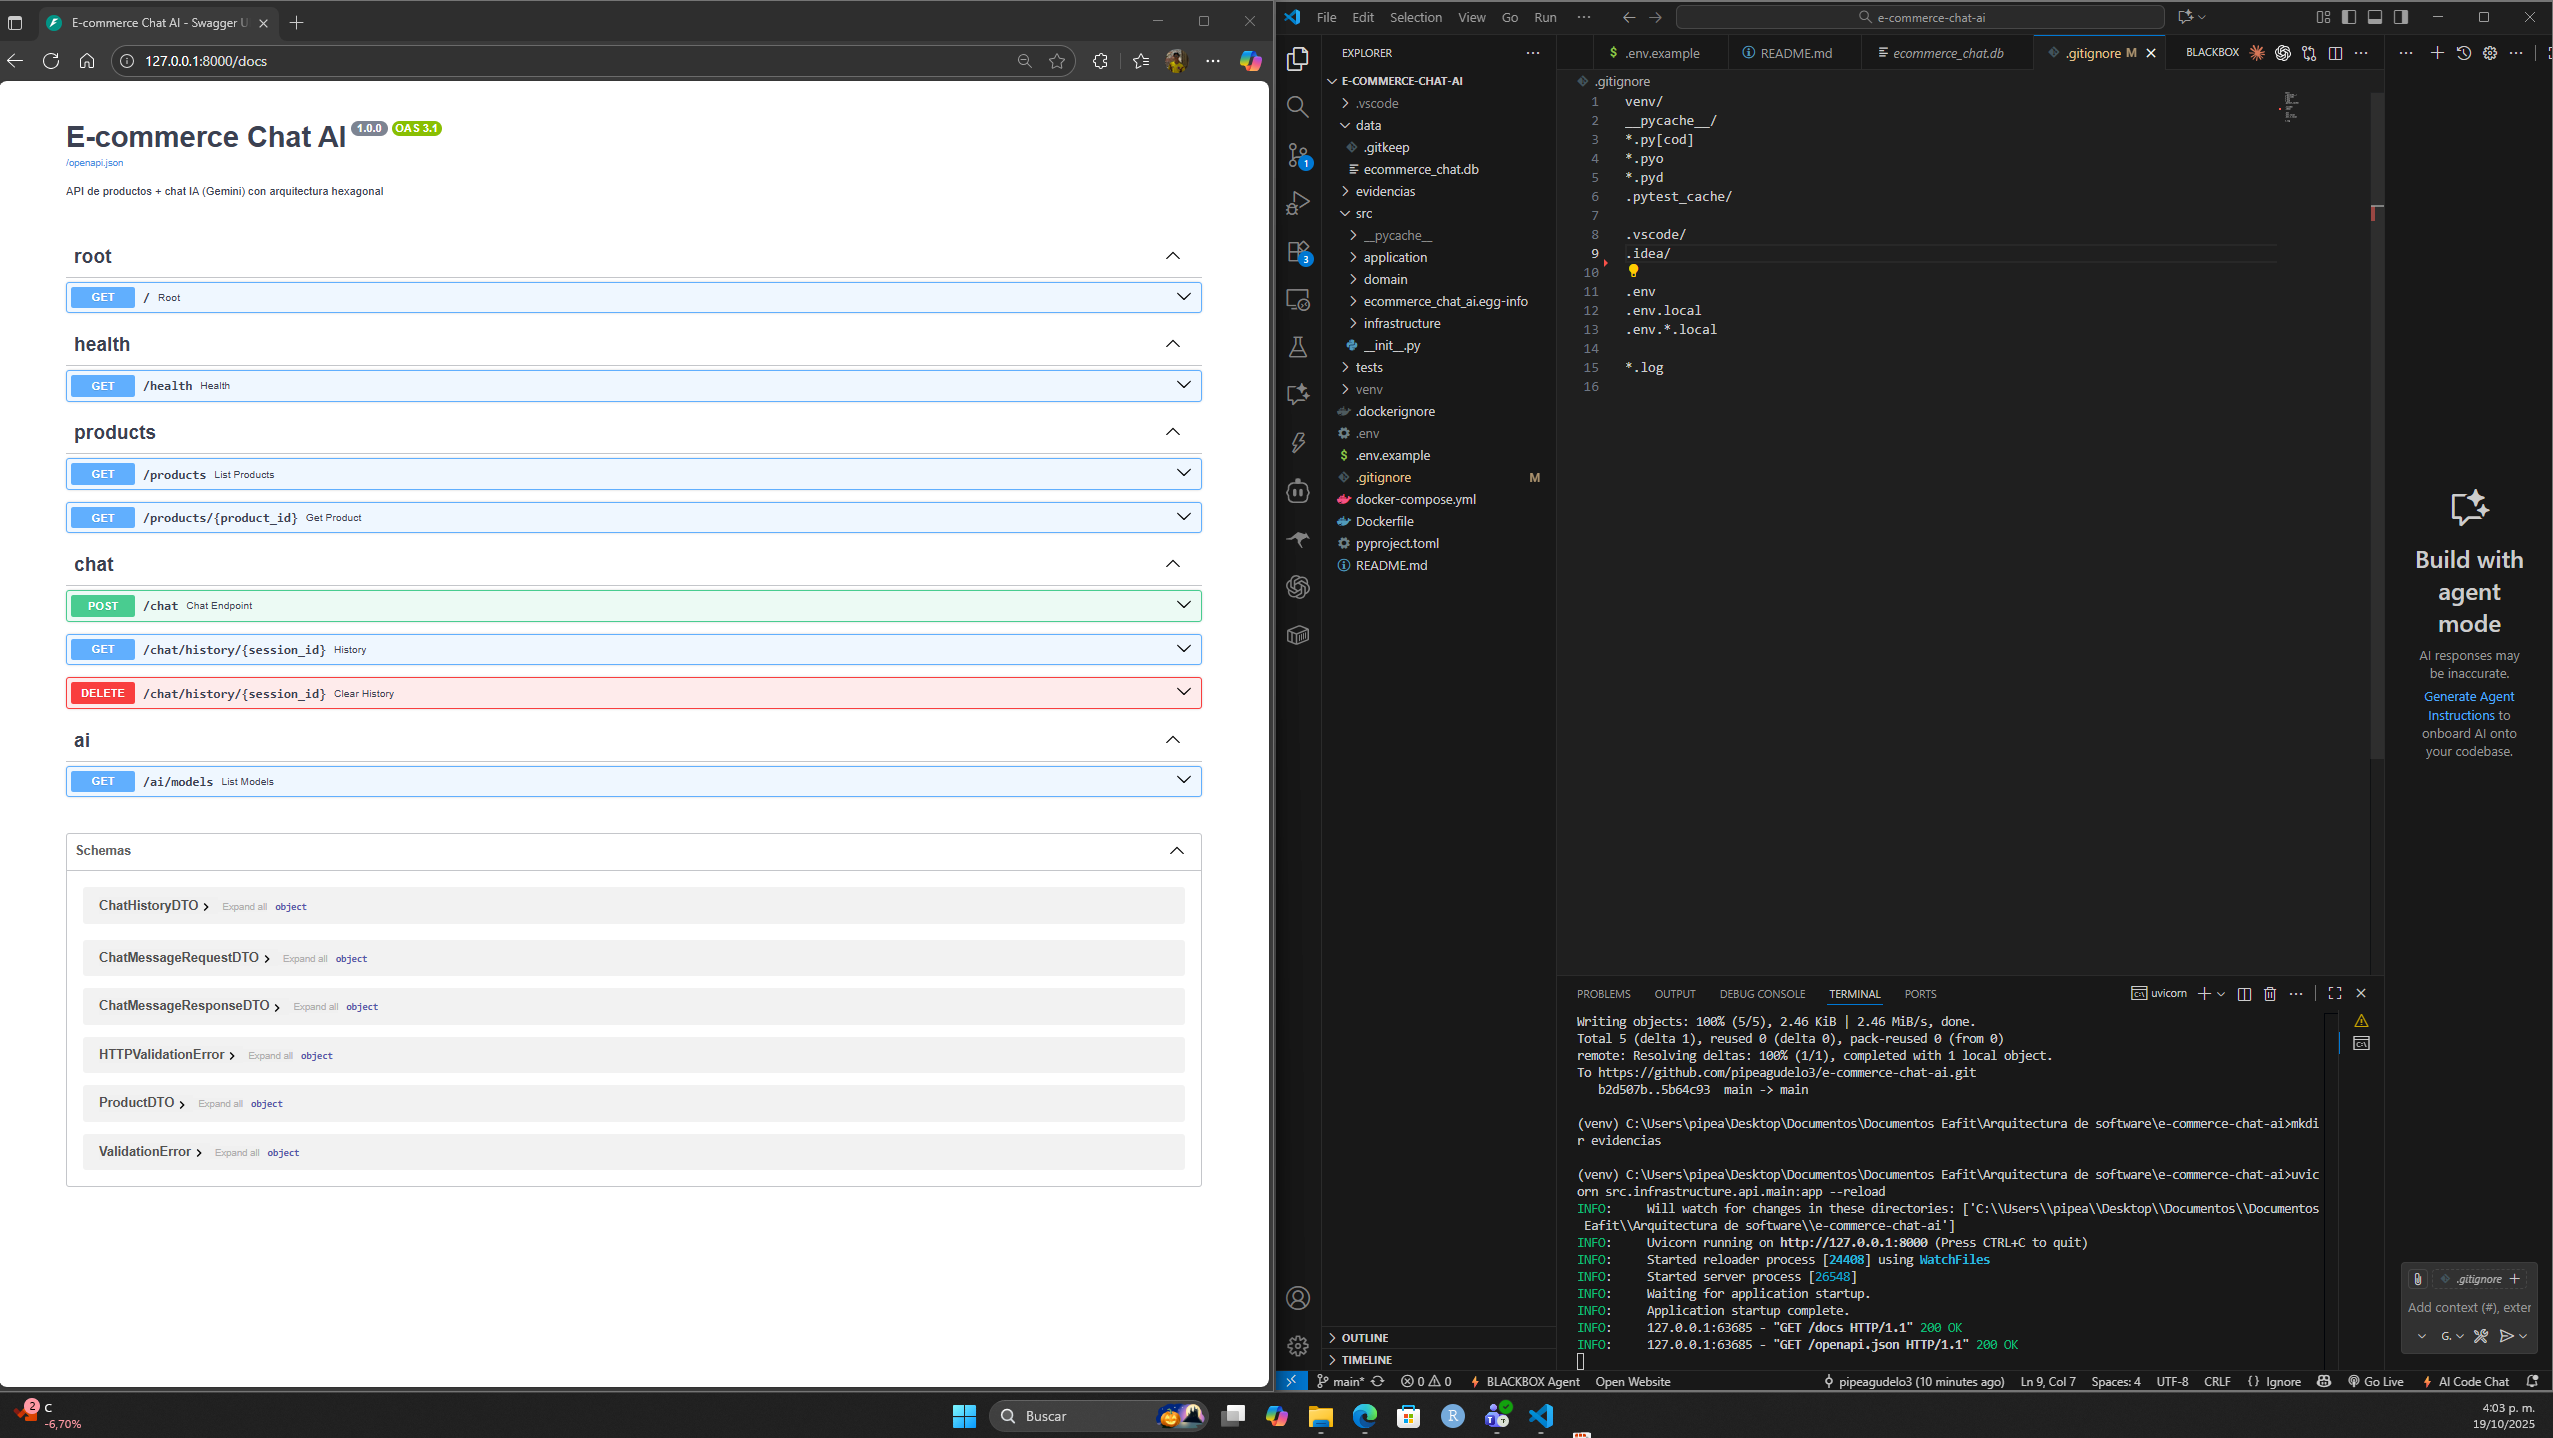 E-commerce Chat AI - Swagger U
127.0.0.1:8000/docs
E-commerce Chat AI 1.0.0 OAS 3.1
/openapi.json
API de productos + chat IA (Gemini) con arquitectura hexagonal
root
GET / Root
health
GET /health Health
products
GET /products List Products
GET /products/{product_id} Get Product
chat
POST /chat Chat Endpoint
GET /chat/history/{session_id} History
DELETE /chat/history/{session_id} Clear History
ai
GET /ai/models List Models
Schemas
ChatHistoryDTO Expand all object
ChatMessageRequestDTO Expand all object
ChatMessageResponseDTO Expand all object
HTTPValidationError Expand all object
ProductDTO Expand all object
ValidationError Expand all object
File Edit Selection View Go Run
e-commerce-chat-ai
EXPLORER
E-COMMERCE-CHAT-AI
.vscode
data
.gitkeep
ecommerce_chat.db
evidencias
src
__pycache__
application
domain
ecommerce_chat_ai.egg-info
infrastructure
__init__.py
tests
venv
.dockerignore
.env
.env.example
.gitignore M
docker-compose.yml
Dockerfile
pyproject.toml
README.md
OUTLINE
TIMELINE
1
3
.env.example
README.md
ecommerce_chat.db
.gitignore M
BLACKBOX
.gitignore
1 venv/
2 __pycache__/
3 *.py[cod]
4 *.pyo
5 *.pyd
6 .pytest_cache/
7
8 .vscode/
9 .idea/
10
11 .env
12 .env.local
13 .env.*.local
14
15 *.log
16
PROBLEMS OUTPUT DEBUG CONSOLE TERMINAL PORTS
uvicorn
Writing objects: 100% (5/5), 2.46 KiB | 2.46 MiB/s, done.
Total 5 (delta 1), reused 0 (delta 0), pack-reused 0 (from 0)
remote: Resolving deltas: 100% (1/1), completed with 1 local object.
To https://github.com/pipeagudelo3/e-commerce-chat-ai.git
b2d507b..5b64c93 main -> main
(venv) C:\Users\pipea\Desktop\Documentos\Documentos Eafit\Arquitectura de software\e-commerce-chat-ai>mkdi
r evidencias
(venv) C:\Users\pipea\Desktop\Documentos\Documentos Eafit\Arquitectura de software\e-commerce-chat-ai>uvic
orn src.infrastructure.api.main:app --reload
INFO: Will watch for changes in these directories: ['C:\\Users\\pipea\\Desktop\\Documentos\\Documentos
Eafit\\Arquitectura de software\\e-commerce-chat-ai']
INFO: Uvicorn running on http://127.0.0.1:8000 (Press CTRL+C to quit)
INFO: Started reloader process [24408] using WatchFiles
INFO: Started server process [26548]
INFO: Waiting for application startup.
INFO: Application startup complete.
INFO: 127.0.0.1:63685 - "GET /docs HTTP/1.1" 200 OK
INFO: 127.0.0.1:63685 - "GET /openapi.json HTTP/1.1" 200 OK
Build with
agent
mode
AI responses may
be inaccurate.
Generate Agent
Instructions to
onboard AI onto
your codebase.
.gitignore
Add context (#), exter
G.
main* 0 0 BLACKBOX Agent Open Website
pipeagudelo3 (10 minutes ago) Ln 9, Col 7 Spaces: 4 UTF-8 CRLF Ignore Go Live AI Code Chat
2
C
-6,70%
Buscar
R
4:03 p. m.
19/10/2025